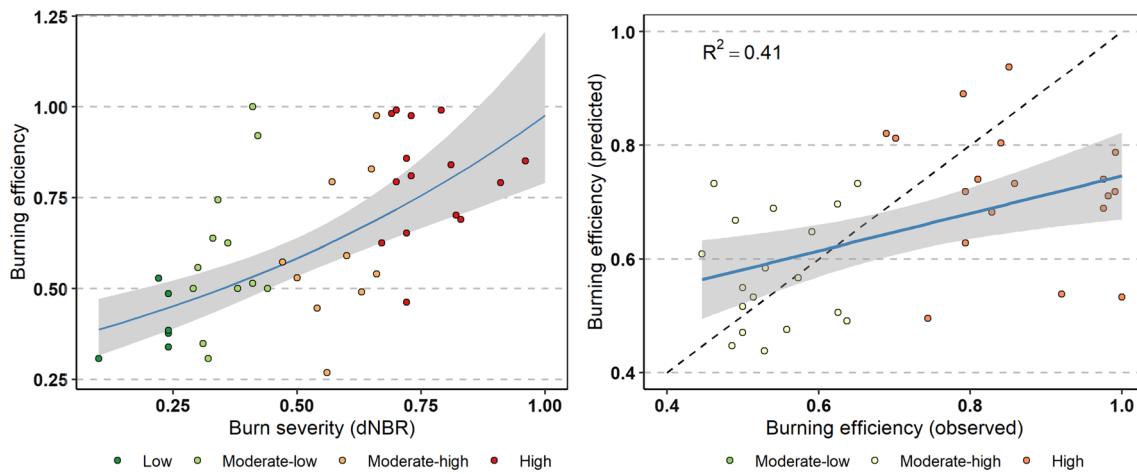 1.25
1.00
0.75
0.50
0.25
Burning efficiency
0.25 0.50 0.75 1.00
Burn severity (dNBR)
Low Moderate-low Moderate-high High
R² = 0.41
1.0
0.8
0.6
0.4
Burning efficiency (predicted)
0.4 0.6 0.8 1.0
Burning efficiency (observed)
Moderate-low Moderate-high High